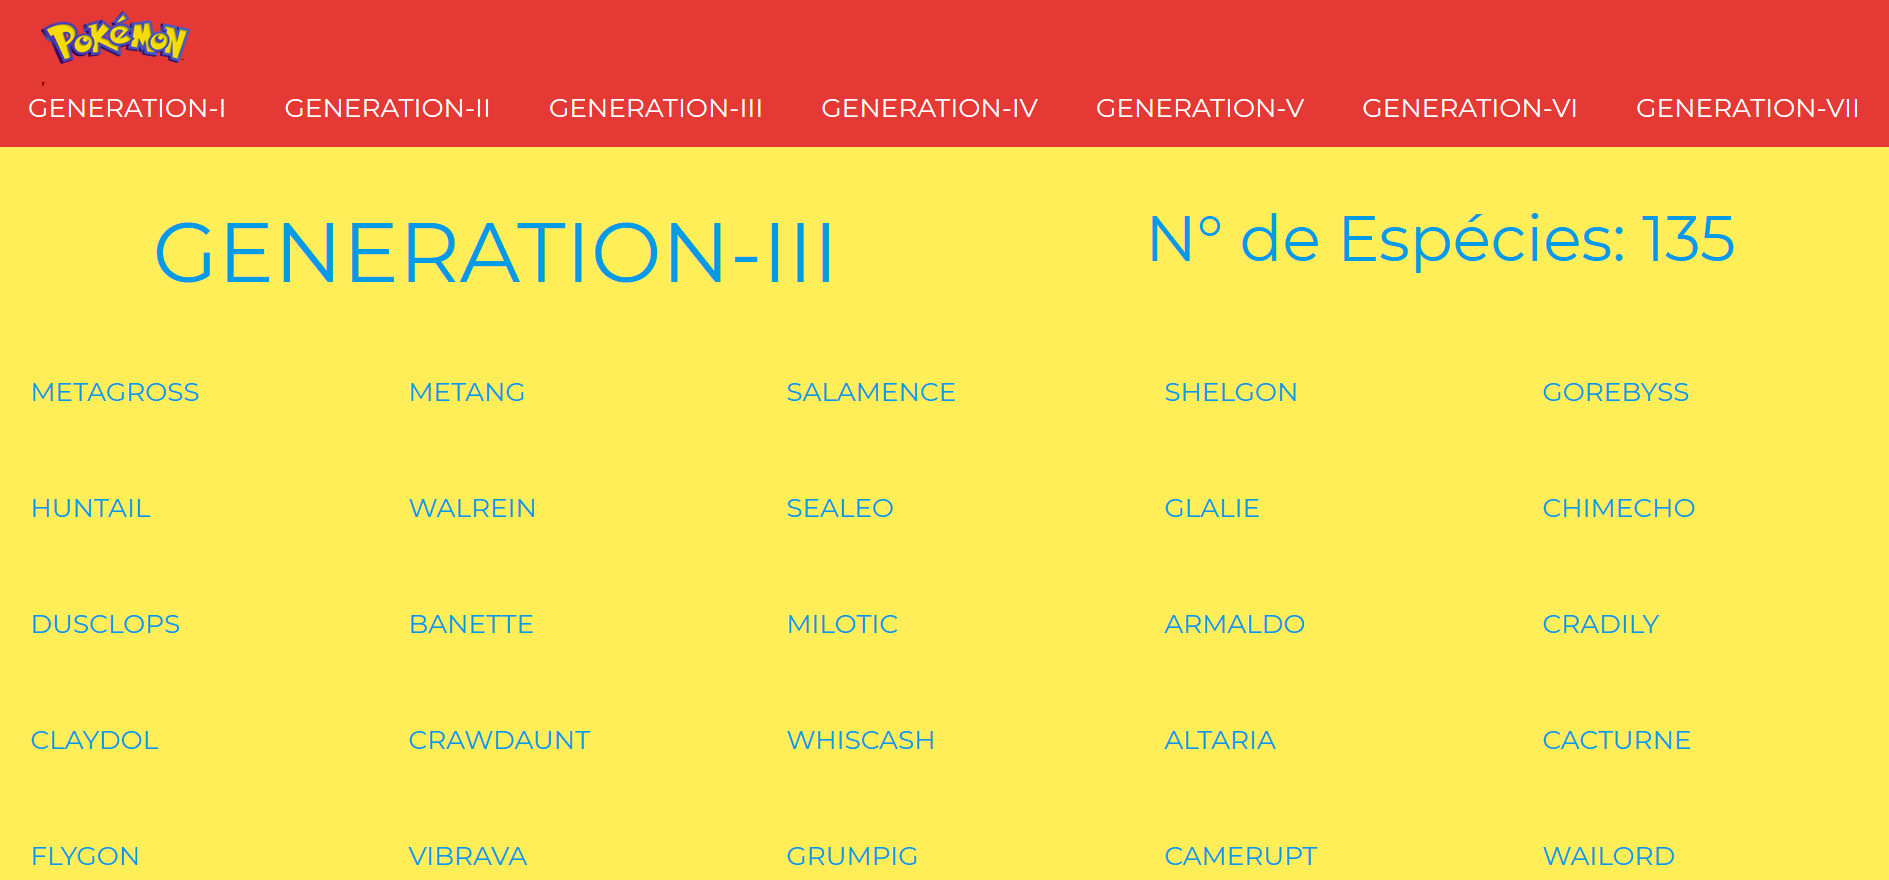 POKéMON
,
GENERATION-I GENERATION-II GENERATION-III GENERATION-IV GENERATION-V GENERATION-VI GENERATION-VII
GENERATION-III N° de Espécies: 135
METAGROSS METANG SALAMENCE SHELGON GOREBYSS
HUNTAIL WALREIN SEALEO GLALIE CHIMECHO
DUSCLOPS BANETTE MILOTIC ARMALDO CRADILY
CLAYDOL CRAWDAUNT WHISCASH ALTARIA CACTURNE
FLYGON VIBRAVA GRUMPIG CAMERUPT WAILORD